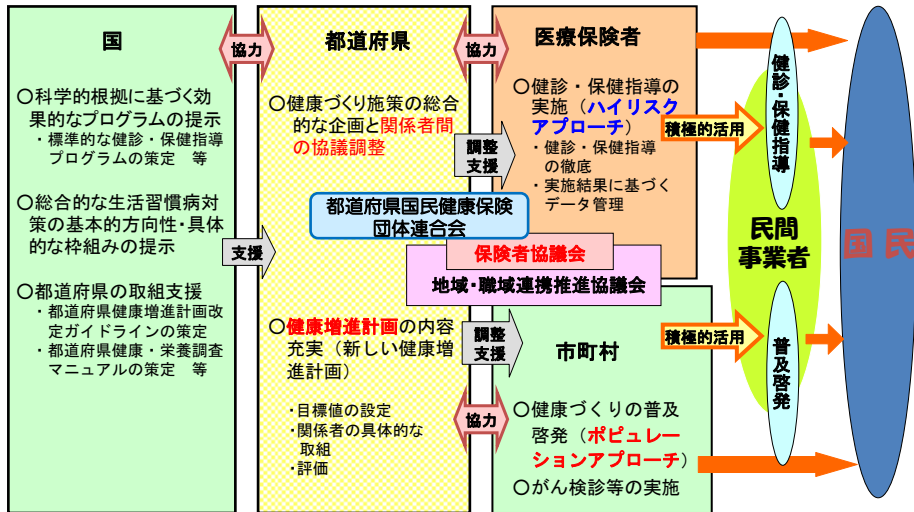 国
○科学的根拠に基づく効
果的なプログラムの提示
・標準的な健診・保健指導
プログラムの策定　等
○総合的な生活習慣病対
策の基本的方向性・具体
的な枠組みの提示
○都道府県の取組支援
・都道府県健康増進計画改
定ガイドラインの策定
・都道府県健康・栄養調査
マニュアルの策定　等
協力
支援
都道府県
○健康づくり施策の総合
的な企画と関係者間
の協議調整
都道府県国民健康保険
団体連合会
保険者協議会
地域・職域連携推進協議会
○健康増進計画の内容
充実（新しい健康増
進計画）
・目標値の設定
・関係者の具体的な
取組
・評価
協力
調整
支援
調整
支援
協力
医療保険者
○健診・保健指導の
実施（ハイリスク
アプローチ）
・健診・保健指導
の徹底
・実施結果に基づく
データ管理
市町村
○健康づくりの普及
啓発（ポピュレー
ションアプローチ）
○がん検診等の実施
積極的活用
積極的活用
健診・保健指導
民間
事業者
普及啓発
国民